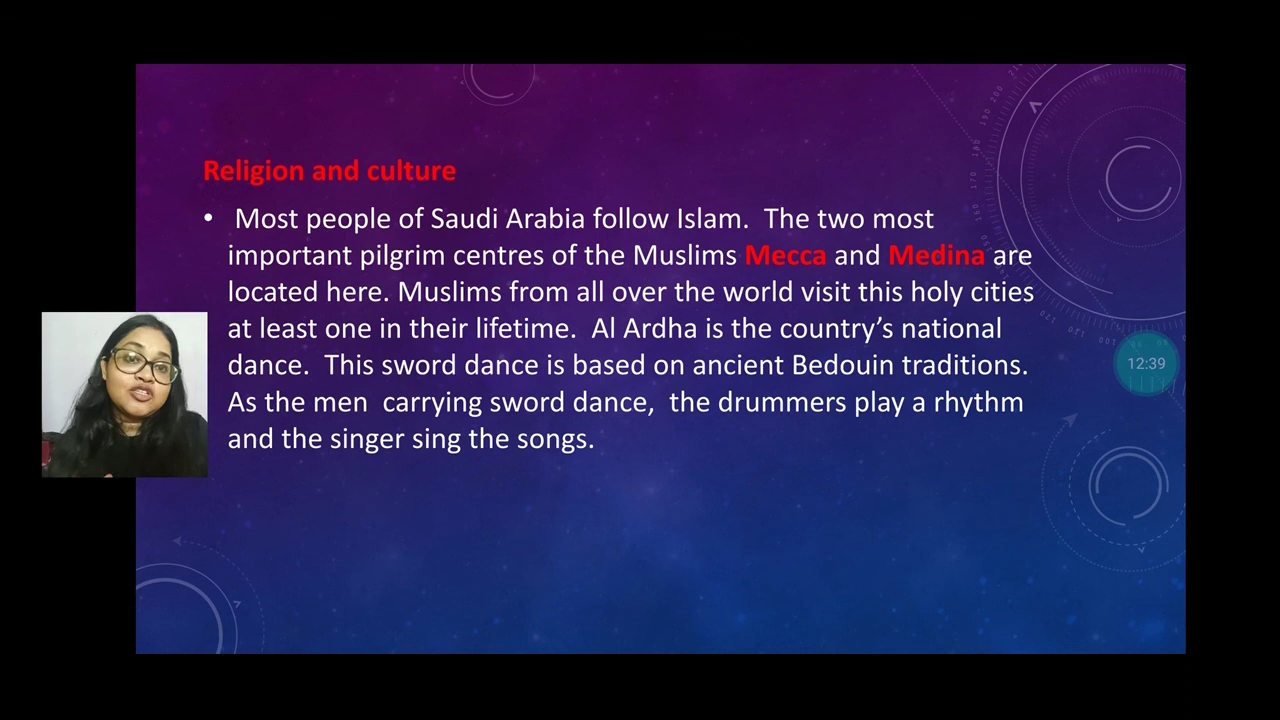 Religion and culture
• Most people of Saudi Arabia follow Islam. The two most
important pilgrim centres of the Muslims Mecca and Medina are
located here. Muslims from all over the world visit this holy cities
at least one in their lifetime. Al Ardha is the country’s national
dance. This sword dance is based on ancient Bedouin traditions.
As the men carrying sword dance, the drummers play a rhythm
and the singer sing the songs.
12:39